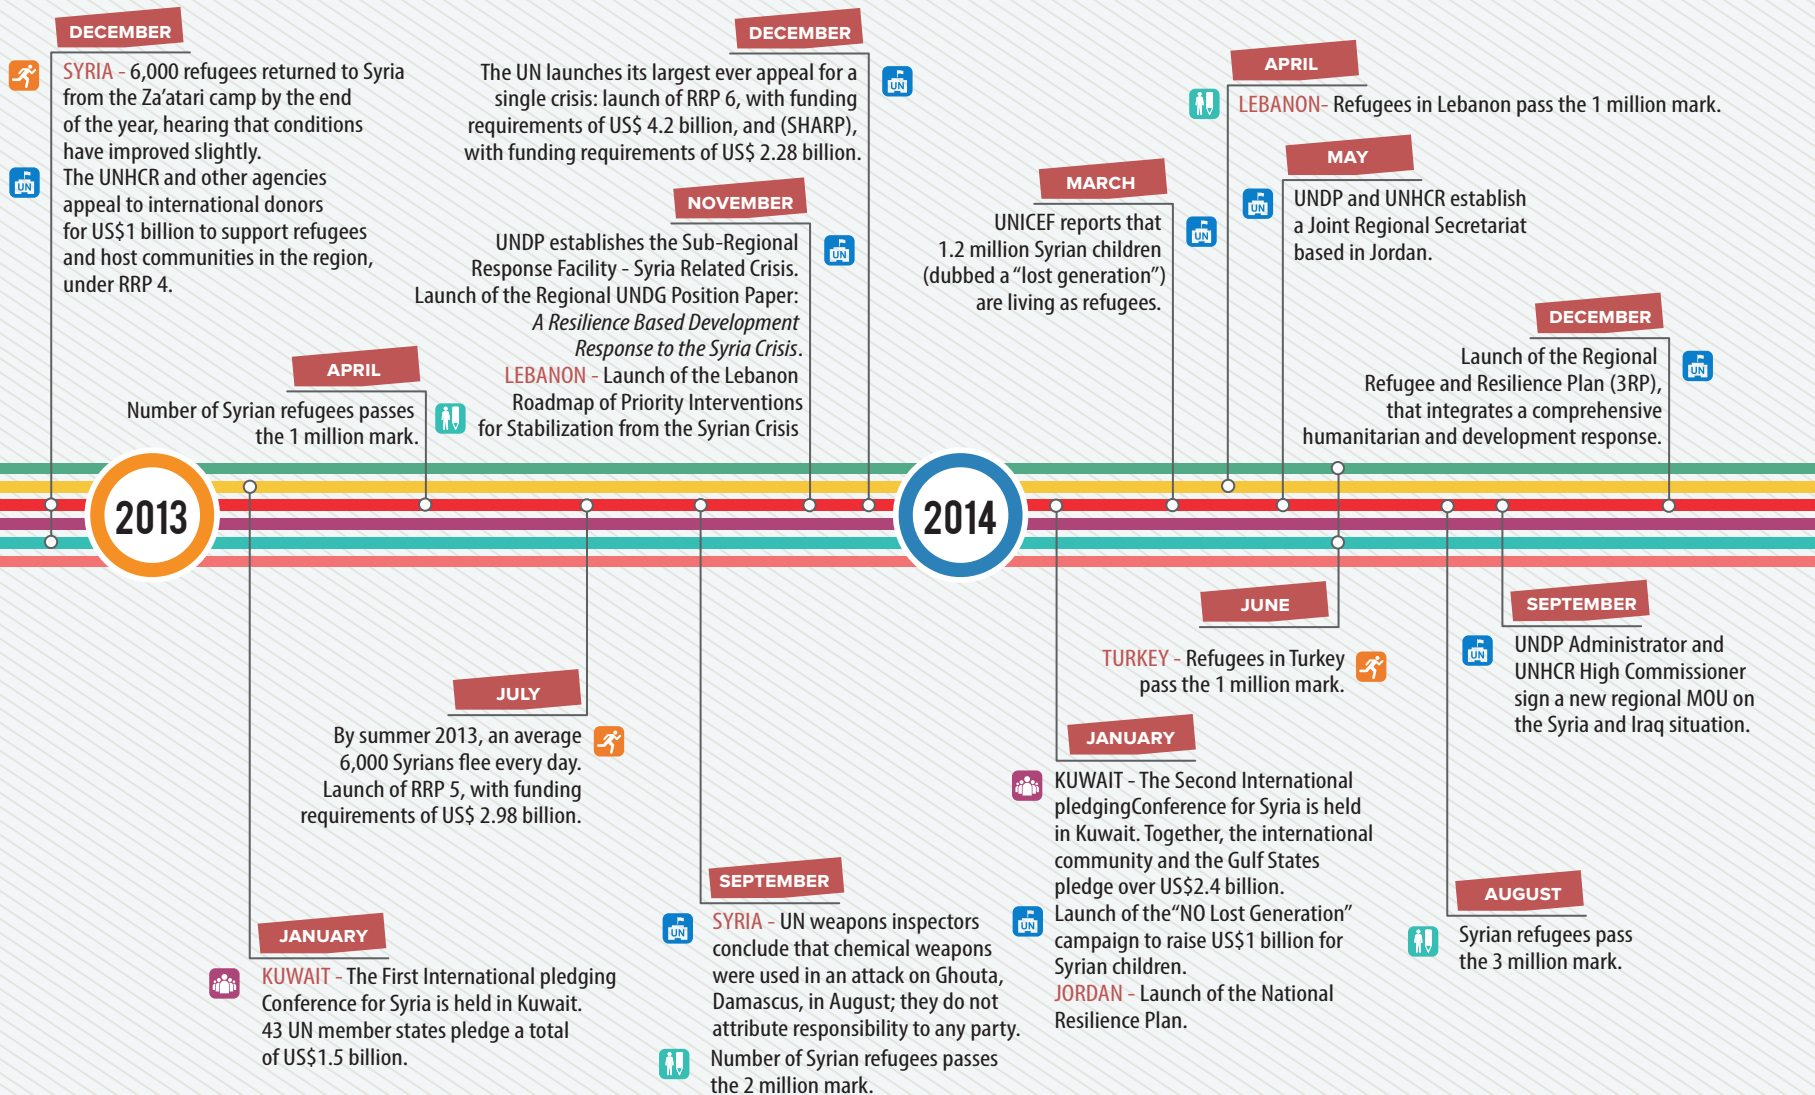 DECEMBER
SYRIA - 6,000 refugees returned to Syria
from the Za'atari camp by the end
of the year, hearing that conditions
have improved slightly.
UN
The UNHCR and other agencies
appeal to international donors
for US$1 billion to support refugees
and host communities in the region,
under RRP 4.
APRIL
Number of Syrian refugees passes
the 1 million mark.
DECEMBER
The UN launches its largest ever appeal for a
single crisis: launch of RRP 6, with funding
requirements of US$ 4.2 billion, and (SHARP),
with funding requirements of US$ 2.28 billion.
UN
NOVEMBER
UNDP establishes the Sub-Regional
Response Facility - Syria Related Crisis.
Launch of the Regional UNDG Position Paper:
A Resilience Based Development
Response to the Syria Crisis.
LEBANON - Launch of the Lebanon
Roadmap of Priority Interventions
for Stabilization from the Syrian Crisis
UN
MARCH
UNICEF reports that
1.2 million Syrian children
(dubbed a “lost generation”)
are living as refugees.
UN
APRIL
LEBANON- Refugees in Lebanon pass the 1 million mark.
MAY
UN
UNDP and UNHCR establish
a Joint Regional Secretariat
based in Jordan.
DECEMBER
Launch of the Regional
Refugee and Resilience Plan (3RP),
that integrates a comprehensive
humanitarian and development response.
UN
2013
2014
JANUARY
KUWAIT - The First International pledging
Conference for Syria is held in Kuwait.
43 UN member states pledge a total
of US$1.5 billion.
JULY
By summer 2013, an average
6,000 Syrians flee every day.
Launch of RRP 5, with funding
requirements of US$ 2.98 billion.
SEPTEMBER
UN
SYRIA - UN weapons inspectors
conclude that chemical weapons
were used in an attack on Ghouta,
Damascus, in August; they do not
attribute responsibility to any party.
Number of Syrian refugees passes
the 2 million mark.
JUNE
TURKEY - Refugees in Turkey
pass the 1 million mark.
JANUARY
KUWAIT - The Second International
pledgingConference for Syria is held
in Kuwait. Together, the international
community and the Gulf States
pledge over US$2.4 billion.
UN
Launch of the“NO Lost Generation”
campaign to raise US$1 billion for
Syrian children.
JORDAN - Launch of the National
Resilience Plan.
SEPTEMBER
UN
UNDP Administrator and
UNHCR High Commissioner
sign a new regional MOU on
the Syria and Iraq situation.
AUGUST
Syrian refugees pass
the 3 million mark.